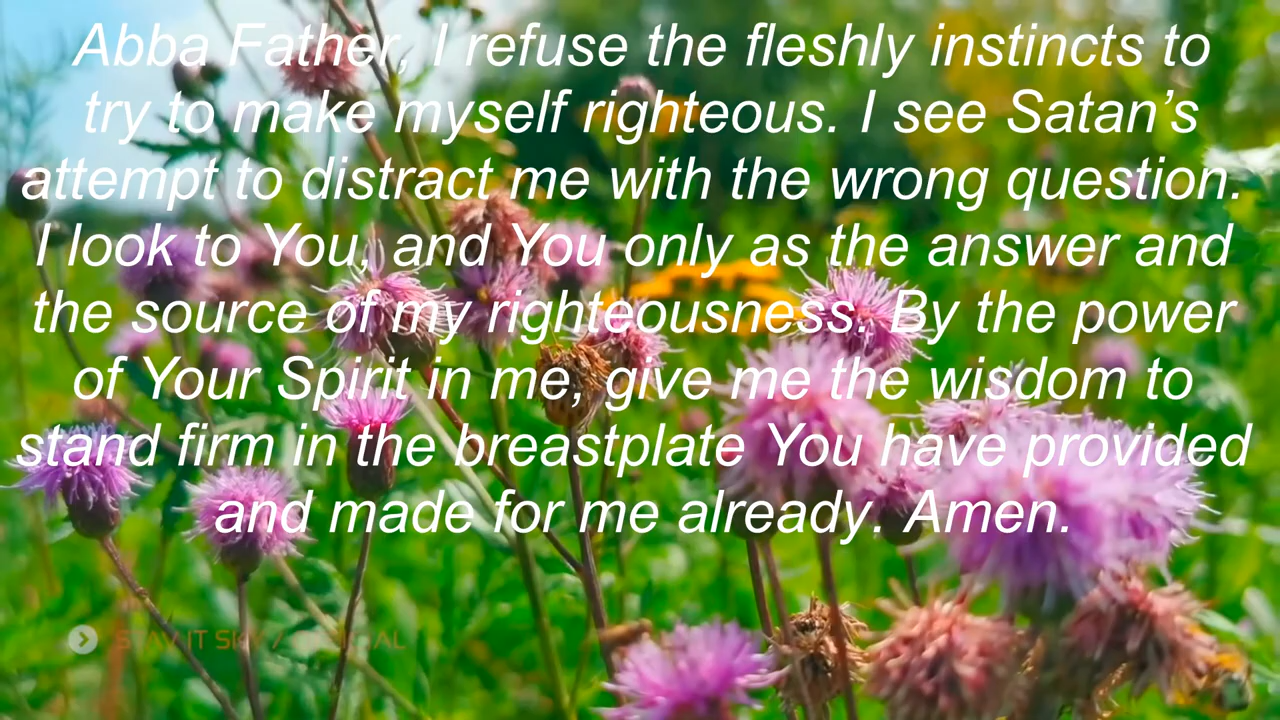 Abba Father, I refuse the fleshly instincts to
try to make myself righteous. I see Satan’s
attempt to distract me with the wrong question.
I look to You, and You only as the answer and
the source of my righteousness. By the power
of Your Spirit in me, give me the wisdom to
stand firm in the breastplate You have provided
and made for me already. Amen.
STAY IT